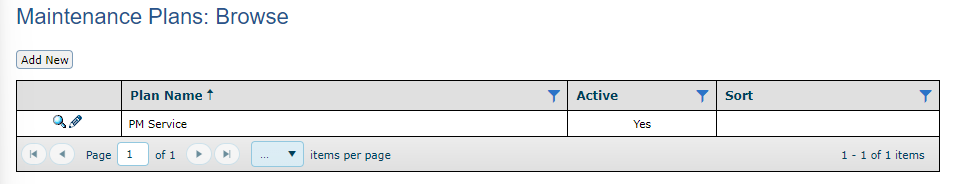 Maintenance Plans: Browse
Add New
Plan Name ↑ Active Sort
PM Service Yes
Page 1 of 1 ... items per page 1 - 1 of 1 items